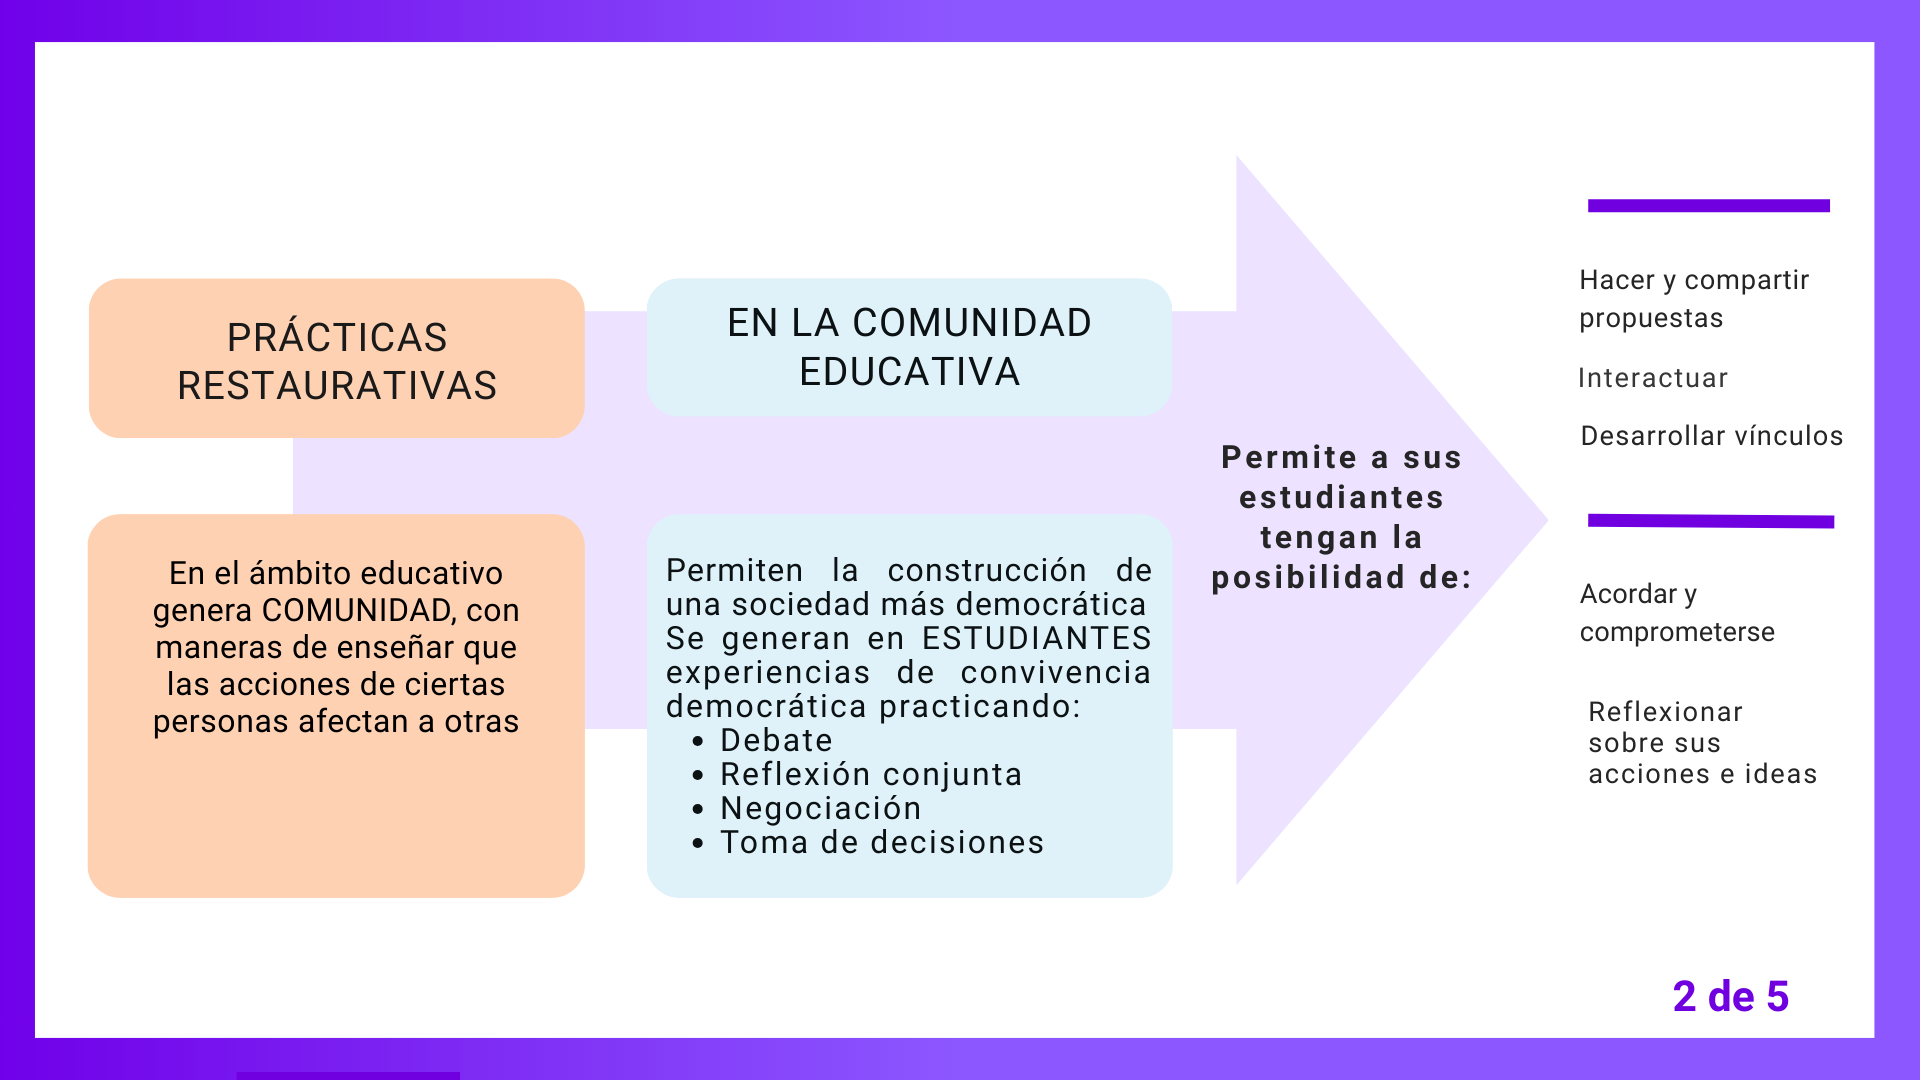 PRÁCTICAS
RESTAURATIVAS
En el ámbito educativo
genera COMUNIDAD, con
maneras de enseñar que
las acciones de ciertas
personas afectan a otras
EN LA COMUNIDAD
EDUCATIVA
Permiten la construcción de
una sociedad más democrática
Se generan en ESTUDIANTES
experiencias de convivencia
democrática practicando:
• Debate
• Reflexión conjunta
• Negociación
• Toma de decisiones
Permite a sus
estudiantes
tengan la
posibilidad de:
Hacer y compartir
propuestas
Interactuar
Desarrollar vínculos
Acordar y
comprometerse
Reflexionar
sobre sus
acciones e ideas
2 de 5